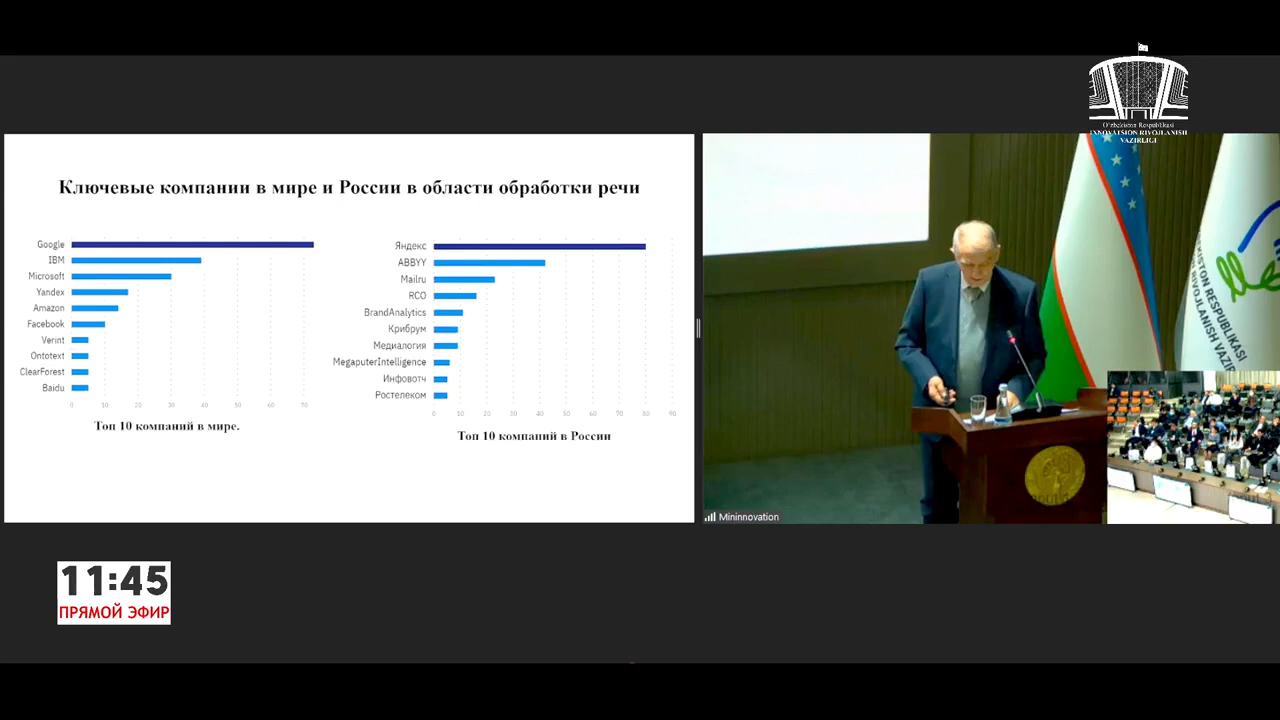 O'zbekiston Respublikasi
INNOVATSION RIVOJLANISH
VAZIRLIGI
Ключевые компании в мире и России в области обработки речи
Google
IBM
Microsoft
Yandex
Amazon
Facebook
Verint
Ontotext
ClearForest
Baidu
0 10 20 30 40 50 60 70
Топ 10 компаний в мире.
Яндекс
ABBYY
Mailru
RCO
BrandAnalytics
Крибрум
Медиалогия
MegaputerIntelligence
Инфовотч
Ростелеком
0 10 20 30 40 50 60 70 80 90
Топ 10 компаний в России
RESPUBLIKASI
RIVOJLANISH
Mininnovation
11:45
ПРЯМОЙ ЭФИР